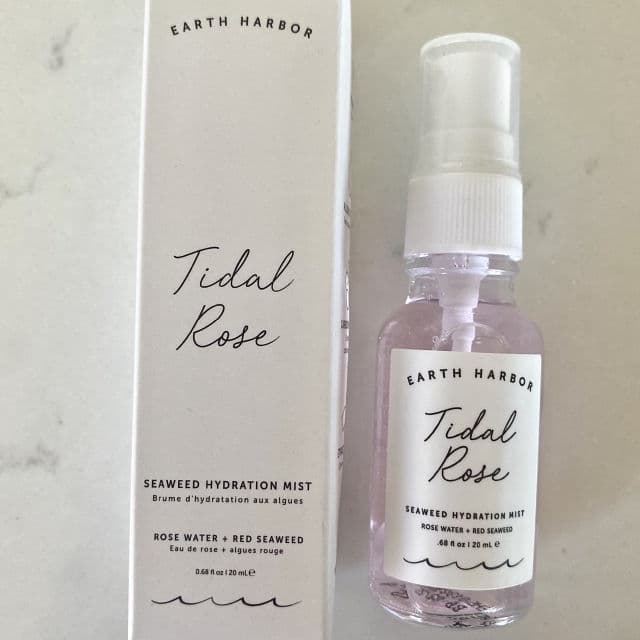 EARTH HARBOR
Tidal
Rose
SEAWEED HYDRATION MIST
Brume d'hydratation aux algues
ROSE WATER + RED SEAWEED
Eau de rose + algues rouge
0.68 fl oz | 20 mL℮
EARTH HARBOR
Tidal
Rose
SEAWEED HYDRATION MIST
ROSE WATER + RED SEAWEED
.68 fl oz | 20 mL ℮